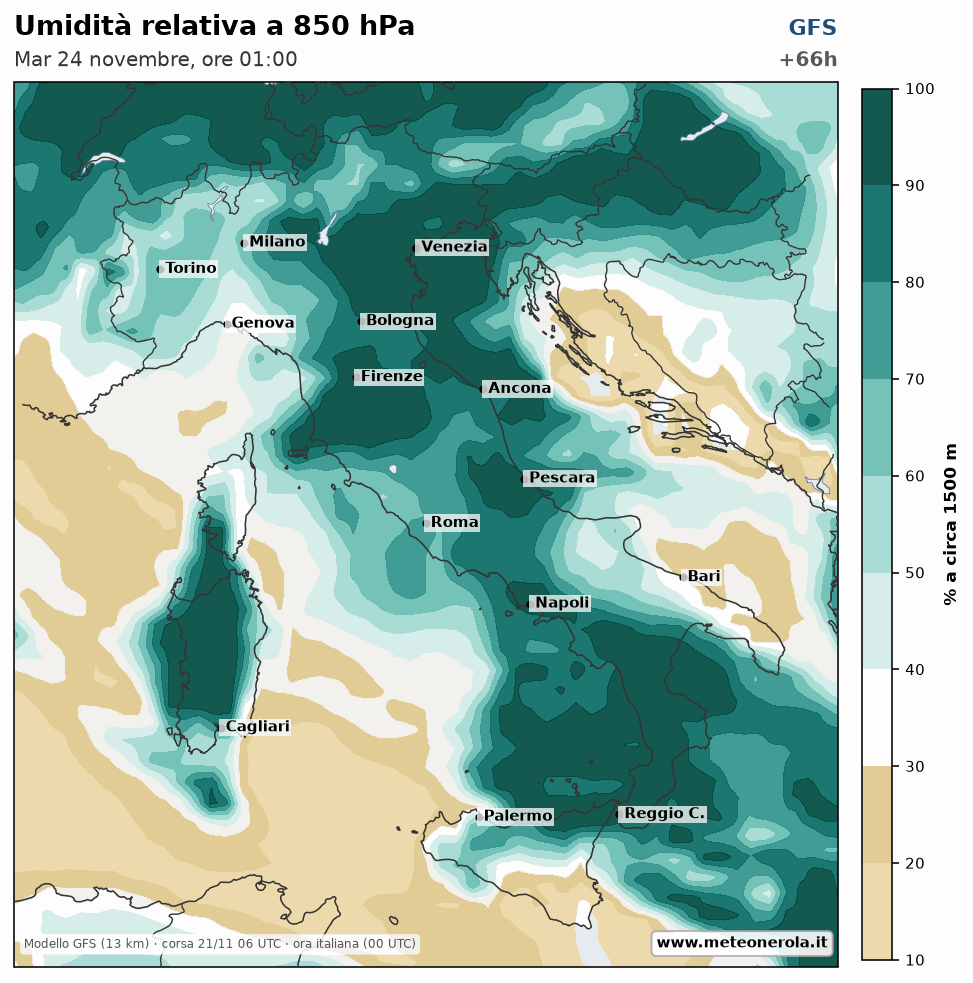 Umidità relativa a 850 hPa
GFS
Mar 24 novembre, ore 01:00
+66h
100
90
80
70
60
50
40
30
20
10
% a circa 1500 m
Milano
Venezia
Torino
Genova
Bologna
Firenze
Ancona
Pescara
Roma
Bari
Napoli
Cagliari
Palermo
Reggio C.
Modello GFS (13 km) · corsa 21/11 06 UTC · ora italiana (00 UTC)
www.meteonerola.it